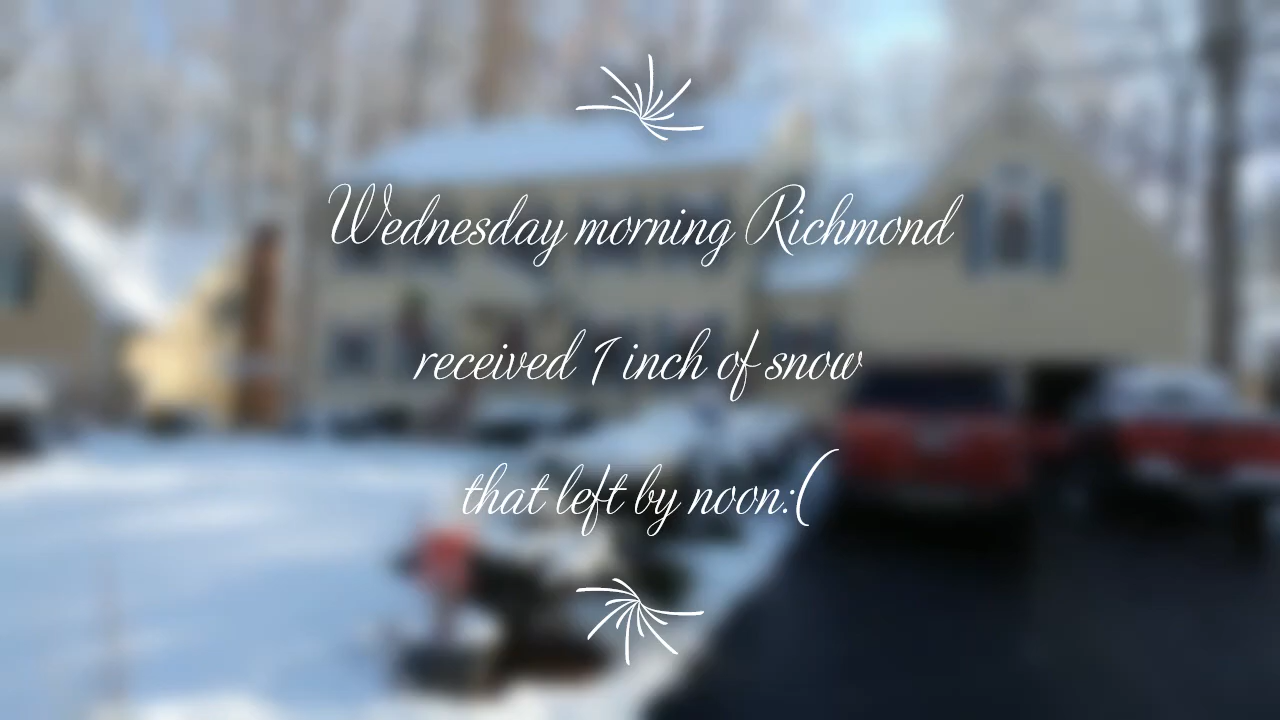 Wednesday morning Richmond
received 1 inch of snow
that left by noon:(